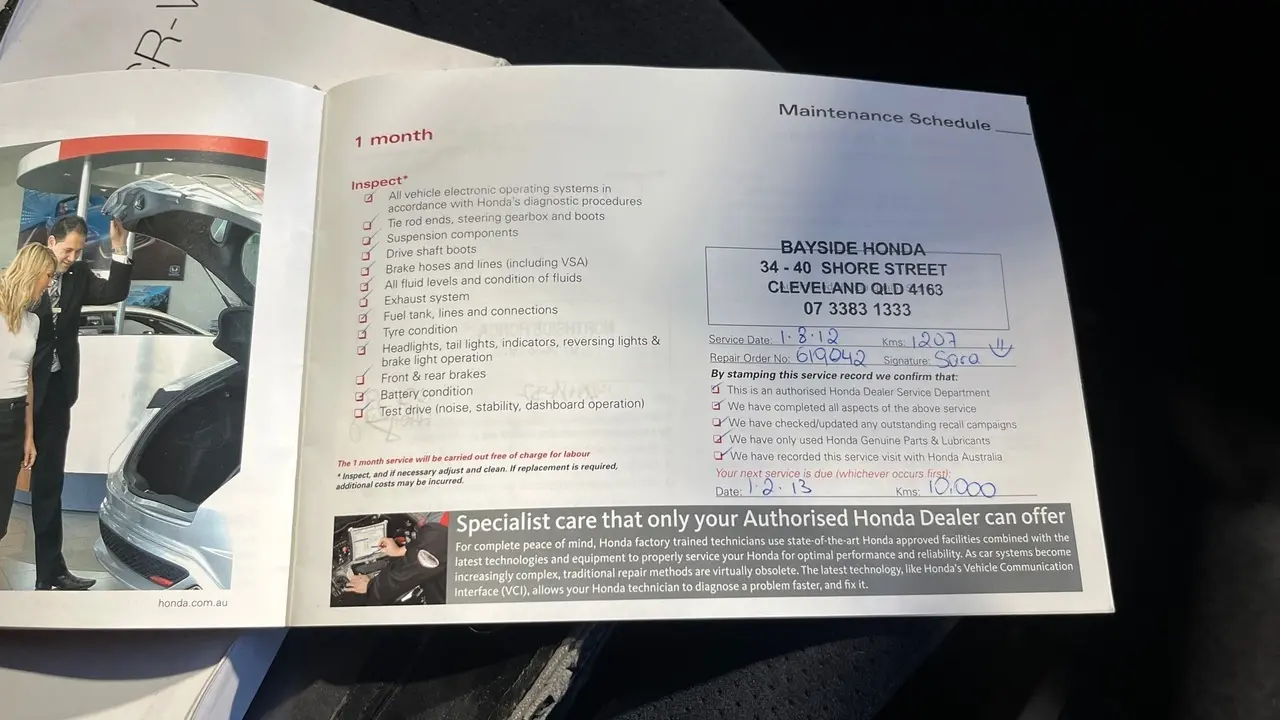 CR-V
honda.com.au
Maintenance Schedule
1 month
Inspect*
All vehicle electronic operating systems in
accordance with Honda's diagnostic procedures
Tie rod ends, steering gearbox and boots
Suspension components
Drive shaft boots
Brake hoses and lines (including VSA)
All fluid levels and condition of fluids
Exhaust system
Fuel tank, lines and connections
Tyre condition
Headlights, tail lights, indicators, reversing lights &
brake light operation
Front & rear brakes
Battery condition
Test drive (noise, stability, dashboard operation)
The 1 month service will be carried out free of charge for labour
* Inspect, and if necessary adjust and clean. If replacement is required,
additional costs may be incurred.
BAYSIDE HONDA
34 - 40 SHORE STREET
CLEVELAND QLD 4163
07 3383 1333
Service Date: 1.8.12 Kms: 1207
Repair Order No: 619042 Signature: Sara
By stamping this service record we confirm that:
This is an authorised Honda Dealer Service Department
We have completed all aspects of the above service
We have checked/updated any outstanding recall campaigns
We have only used Honda Genuine Parts & Lubricants
We have recorded this service visit with Honda Australia
Your next service is due (whichever occurs first):
Date: 1.2.13 Kms: 10,000
Specialist care that only your Authorised Honda Dealer can offer
For complete peace of mind, Honda factory trained technicians use state-of-the-art Honda approved facilities combined with the
latest technologies and equipment to properly service your Honda for optimal performance and reliability. As car systems become
increasingly complex, traditional repair methods are virtually obsolete. The latest technology, like Honda's Vehicle Communication
Interface (VCI), allows your Honda technician to diagnose a problem faster, and fix it.